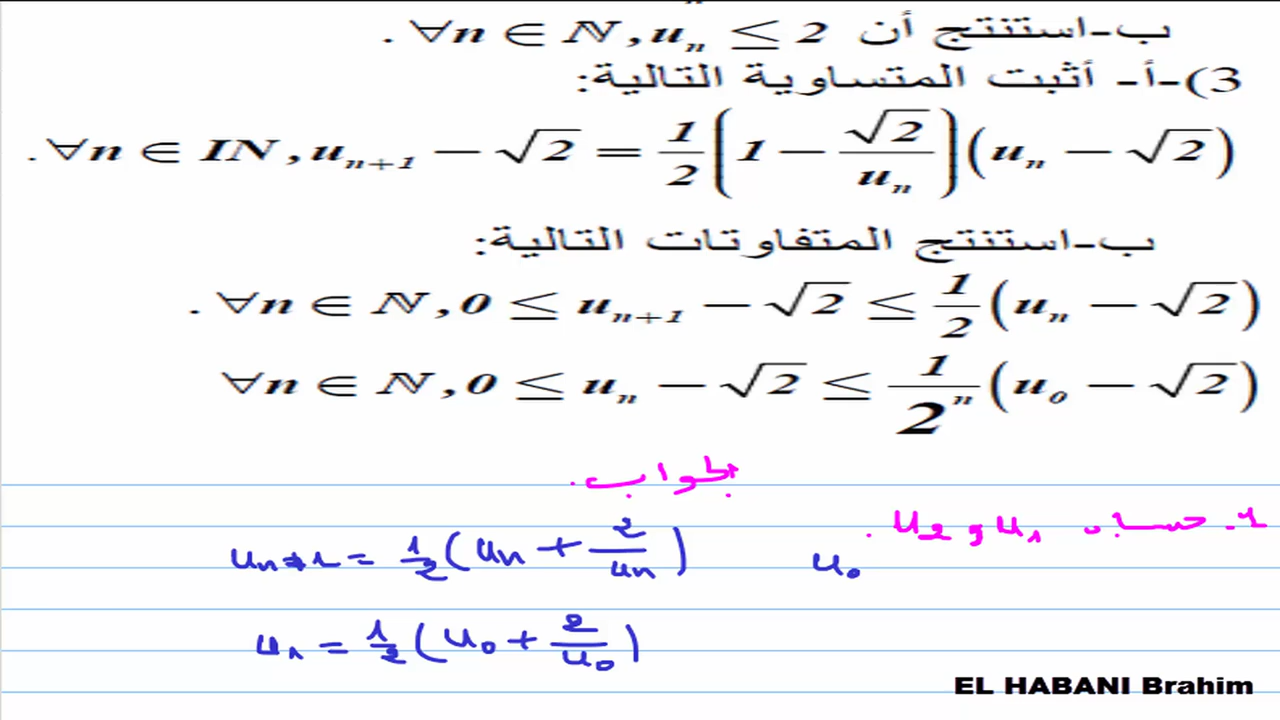 ب-استنتج أن ∀n ∈ ℕ, uₙ ≤ 2 .
3)-أ- أثبت المتساوية التالية:
∀n ∈ IN, uₙ₊₁ − √2 = 1/2 (1 − √2/uₙ)(uₙ − √2) .
ب-استنتج المتفاوتات التالية:
∀n ∈ ℕ, 0 ≤ uₙ₊₁ − √2 ≤ 1/2 (uₙ − √2) .
∀n ∈ ℕ, 0 ≤ uₙ − √2 ≤ 1/2ⁿ (u₀ − √2)
جواب.
1. حساب u₁ و u₂ .
uₙ₊₁ = 1/2 (uₙ + 2/uₙ) u₀
u₁ = 1/2 (u₀ + 2/u₀)
EL HABANI Brahim